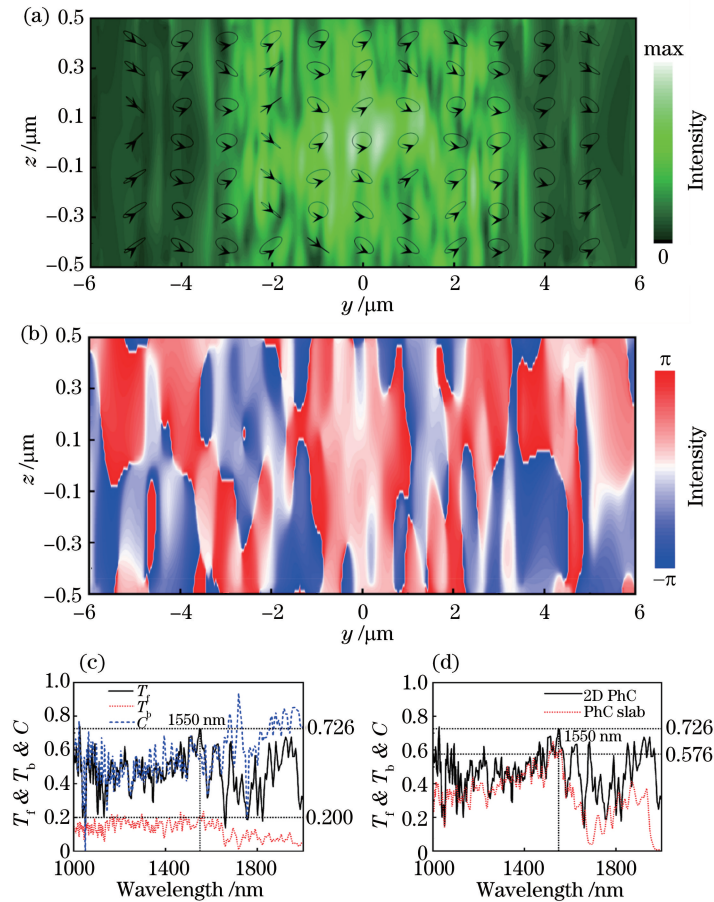 (a)
0.5
0.3
0.1
−0.1
−0.3
−0.5
z /μm
−6
−4
−2
0
2
4
6
y /μm
max
Intensity
0
(b)
0.5
0.3
0.1
−0.1
−0.3
−0.5
z /μm
−6
−4
−2
0
2
4
6
y /μm
π
Intensity
−π
(c)
1.0
0.8
0.6
0.4
0.2
0
T_f & T_b & C
T_f
T_b
C
1550 nm
0.726
0.200
1000
1400
1800
Wavelength /nm
(d)
1.0
0.8
0.6
0.4
0.2
0
T_f & T_b & C
2D PhC
PhC slab
1550 nm
0.726
0.576
1000
1400
1800
Wavelength /nm